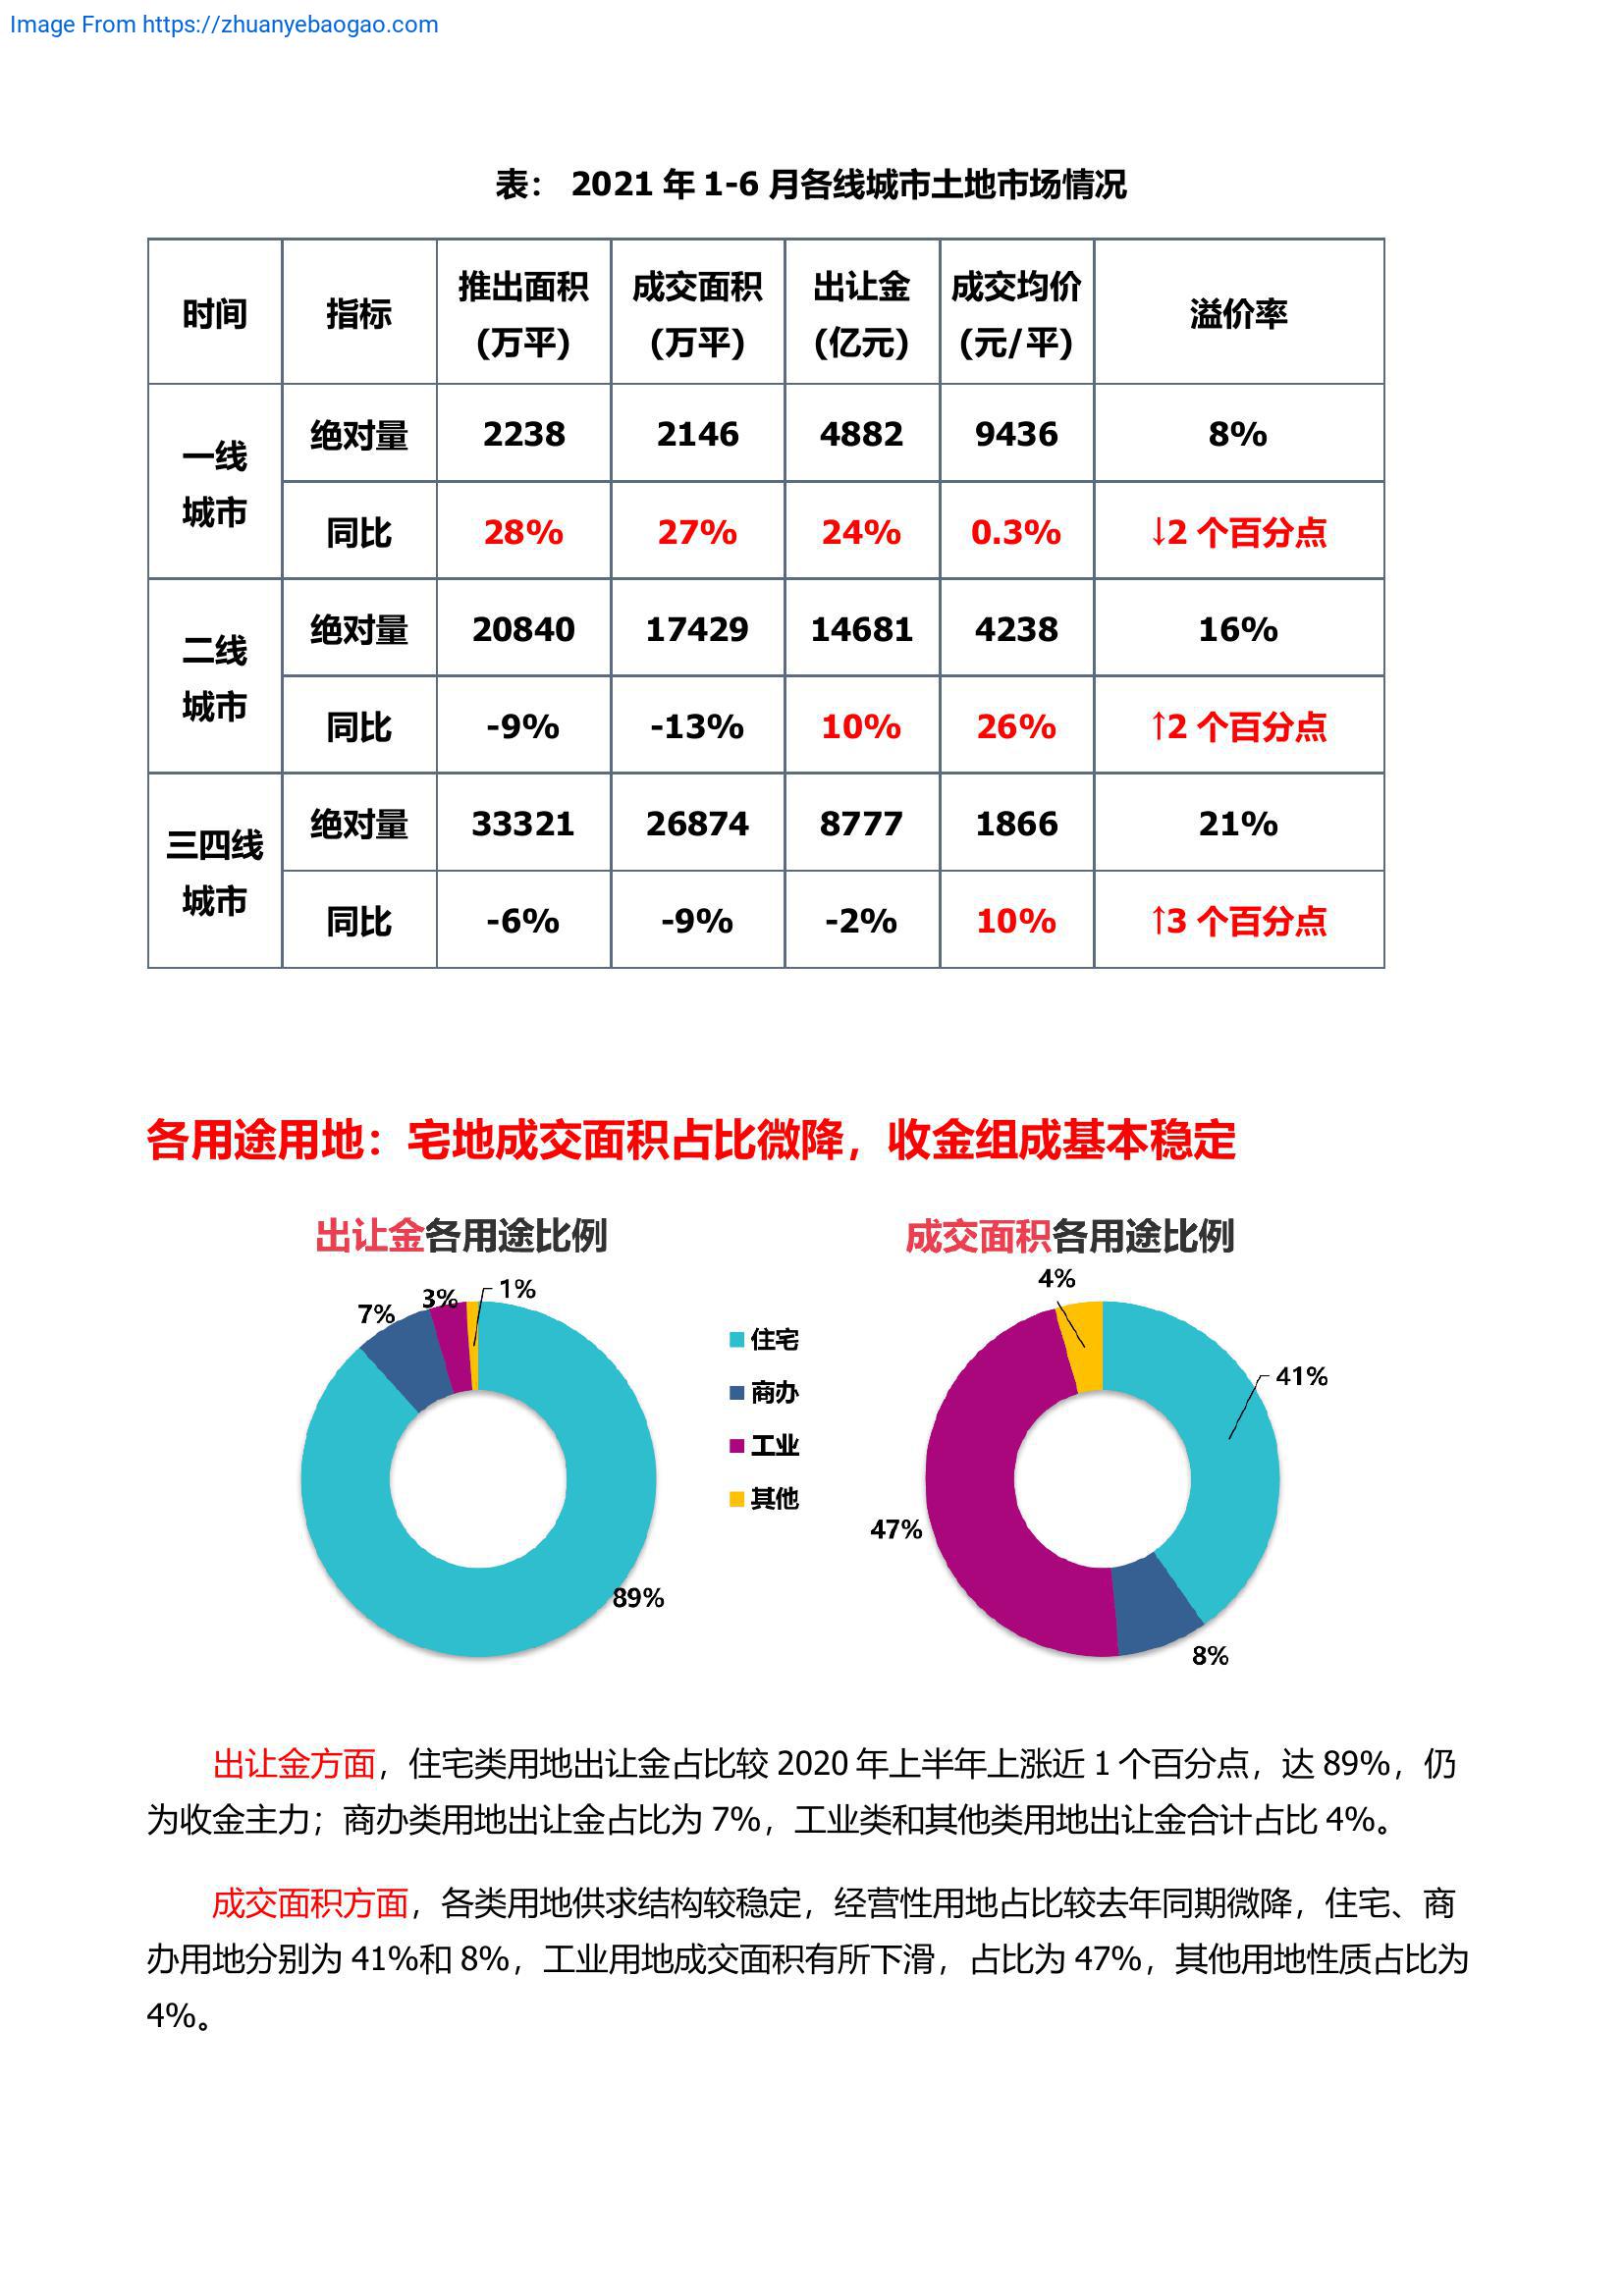 Image From https://zhuanyebaogao.com
表： 2021 年 1-6 月各线城市土地市场情况
时间 指标 推出面积 (万平) 成交面积 (万平) 出让金 (亿元) 成交均价 (元/平) 溢价率
一线城市 绝对量 2238 2146 4882 9436 8%
同比 28% 27% 24% 0.3% ↓2 个百分点
二线城市 绝对量 20840 17429 14681 4238 16%
同比 -9% -13% 10% 26% ↑2 个百分点
三四线城市 绝对量 33321 26874 8777 1866 21%
同比 -6% -9% -2% 10% ↑3 个百分点
各用途用地：宅地成交面积占比微降，收金组成基本稳定
出让金各用途比例
7%
3%
1%
89%
住宅
商办
工业
其他
成交面积各用途比例
4%
41%
47%
8%
出让金方面，住宅类用地出让金占比较 2020 年上半年上涨近 1 个百分点，达 89%，仍
为收金主力；商办类用地出让金占比为 7%，工业类和其他类用地出让金合计占比 4%。
成交面积方面，各类用地供求结构较稳定，经营性用地占比较去年同期微降，住宅、商
办用地分别为 41%和 8%，工业用地成交面积有所下滑，占比为 47%，其他用地性质占比为
4%。